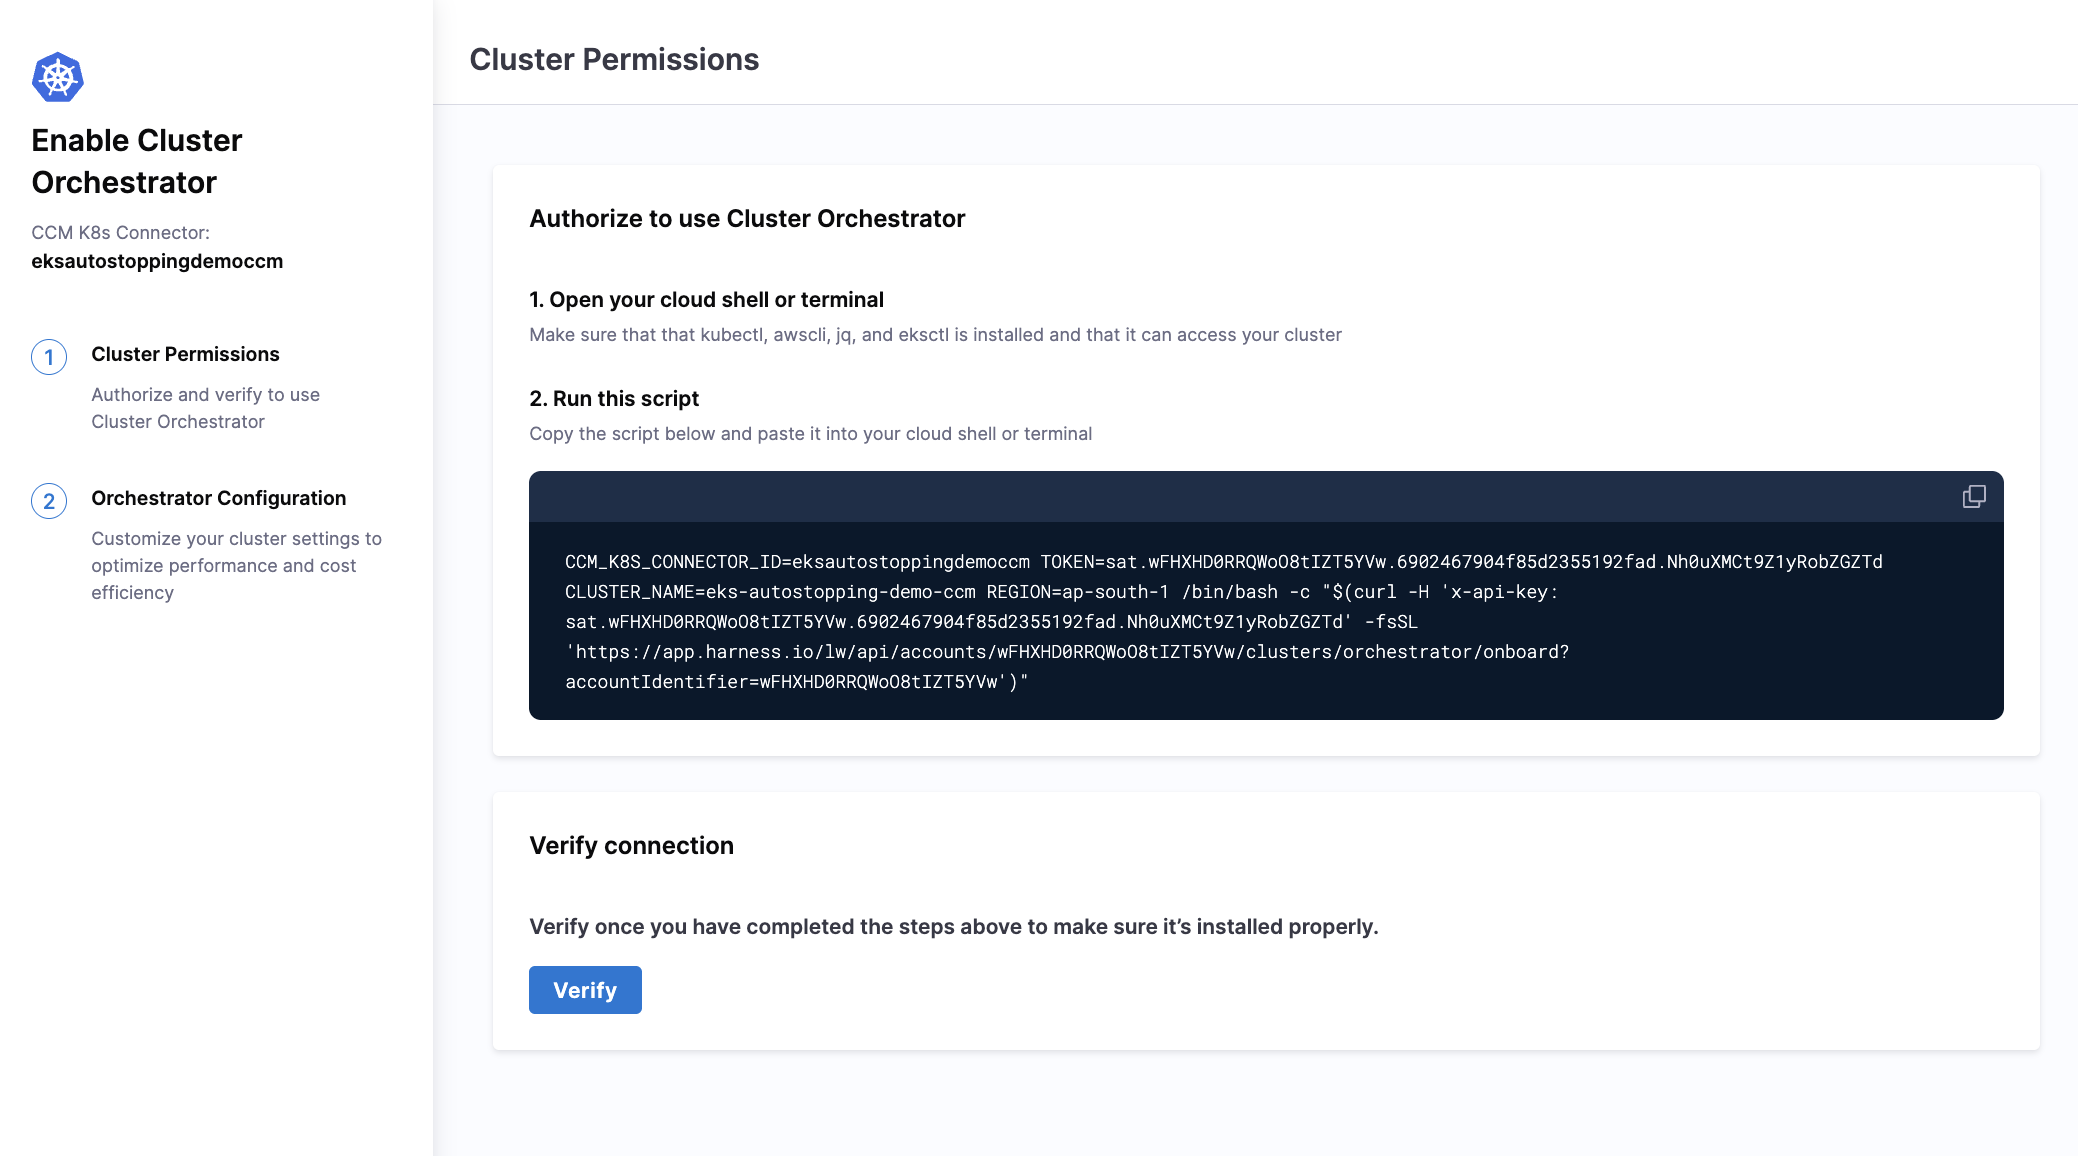 Enable Cluster
Orchestrator
CCM K8s Connector:
eksautostoppingdemoccm
1
Cluster Permissions
Authorize and verify to use
Cluster Orchestrator
2
Orchestrator Configuration
Customize your cluster settings to
optimize performance and cost
efficiency
Cluster Permissions
Authorize to use Cluster Orchestrator
1. Open your cloud shell or terminal
Make sure that that kubectl, awscli, jq, and eksctl is installed and that it can access your cluster
2. Run this script
Copy the script below and paste it into your cloud shell or terminal
CCM_K8S_CONNECTOR_ID=eksautostoppingdemoccm TOKEN=sat.wFHXHD0RRQWoO8tIZT5YVw.6902467904f85d2355192fad.Nh0uXMCt9Z1yRobZGZTd
CLUSTER_NAME=eks-autostopping-demo-ccm REGION=ap-south-1 /bin/bash -c "$(curl -H 'x-api-key:
sat.wFHXHD0RRQWoO8tIZT5YVw.6902467904f85d2355192fad.Nh0uXMCt9Z1yRobZGZTd' -fsSL
'https://app.harness.io/lw/api/accounts/wFHXHD0RRQWoO8tIZT5YVw/clusters/orchestrator/onboard?
accountIdentifier=wFHXHD0RRQWoO8tIZT5YVw')"
Verify connection
Verify once you have completed the steps above to make sure it’s installed properly.
Verify